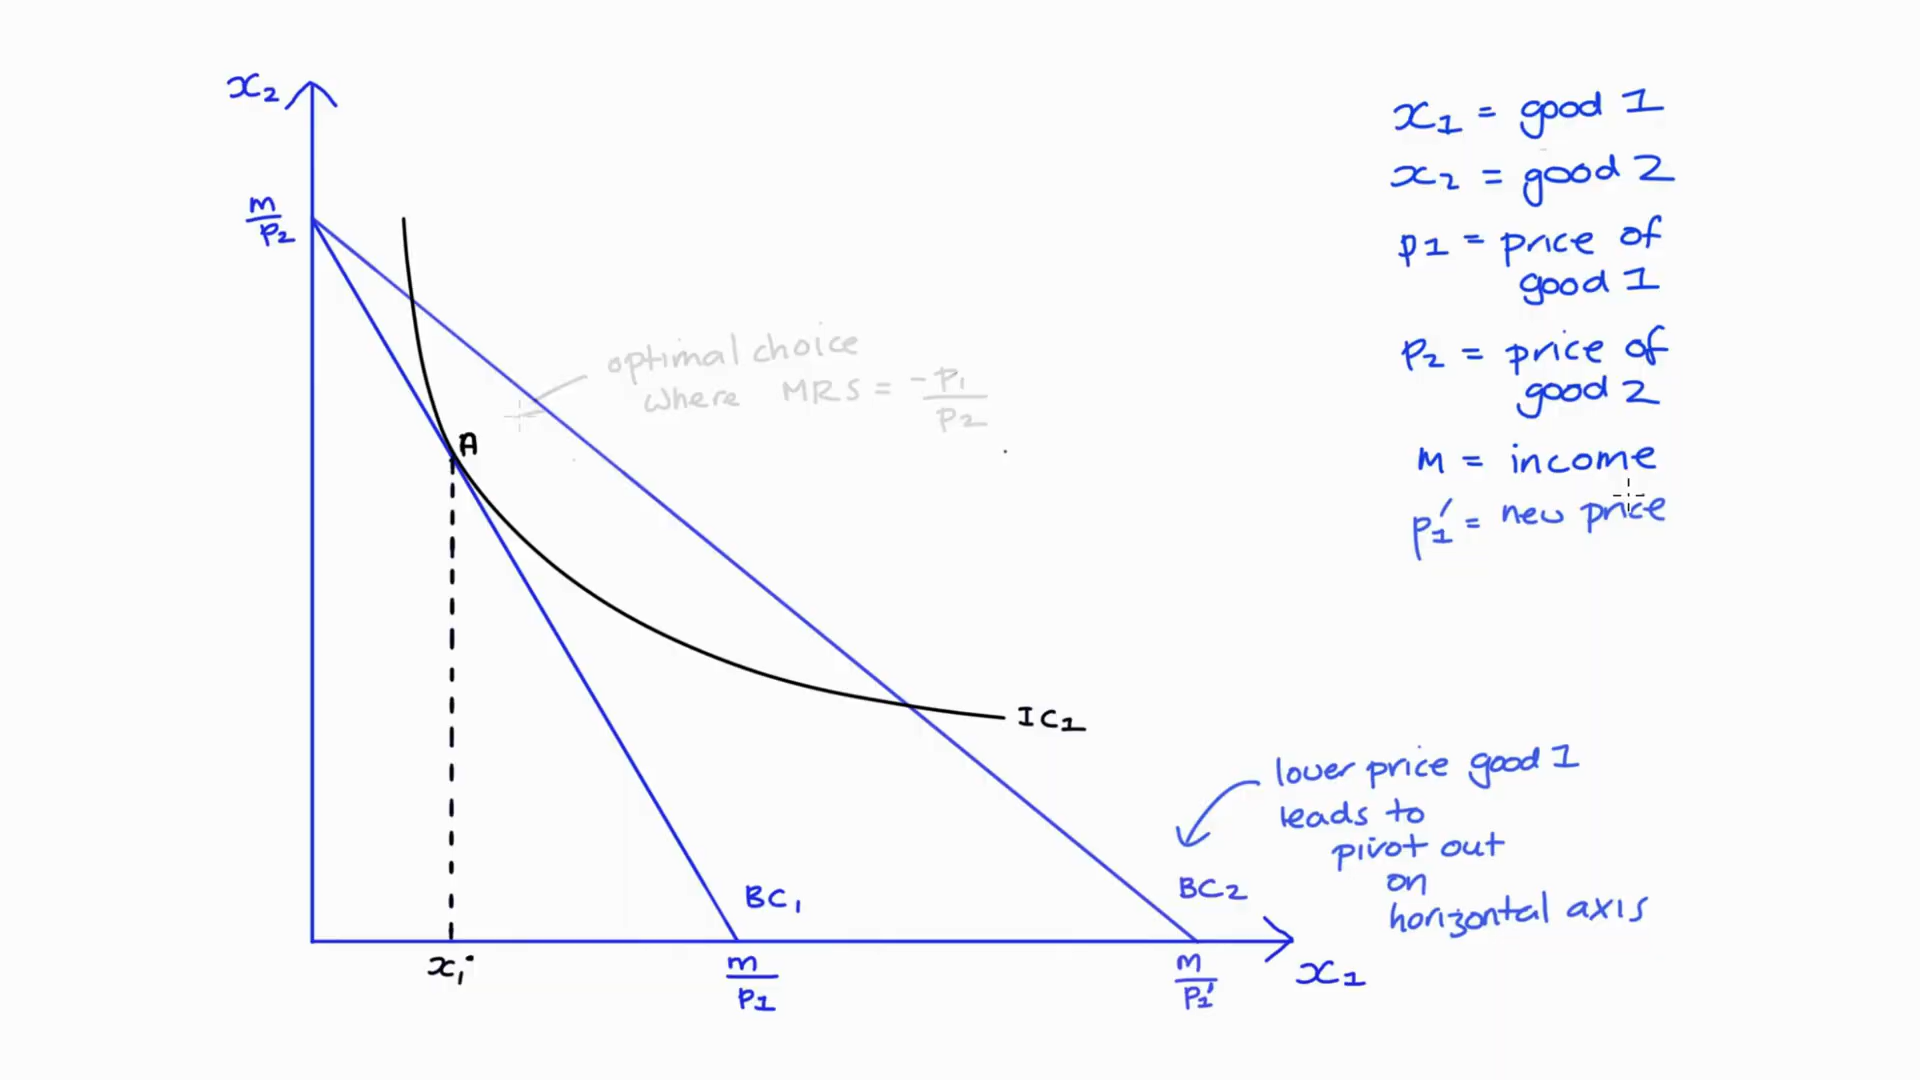 x2
m
p2
optimal choice
where MRS = -p1
p2
A
IC1
BC1
BC2
x1*
m
p1
m
p1'
x1
x1 = good 1
x2 = good 2
p1 = price of
good 1
p2 = price of
good 2
m = income
p1' = new price
lower price good 1
leads to
pivot out
on
horizontal axis